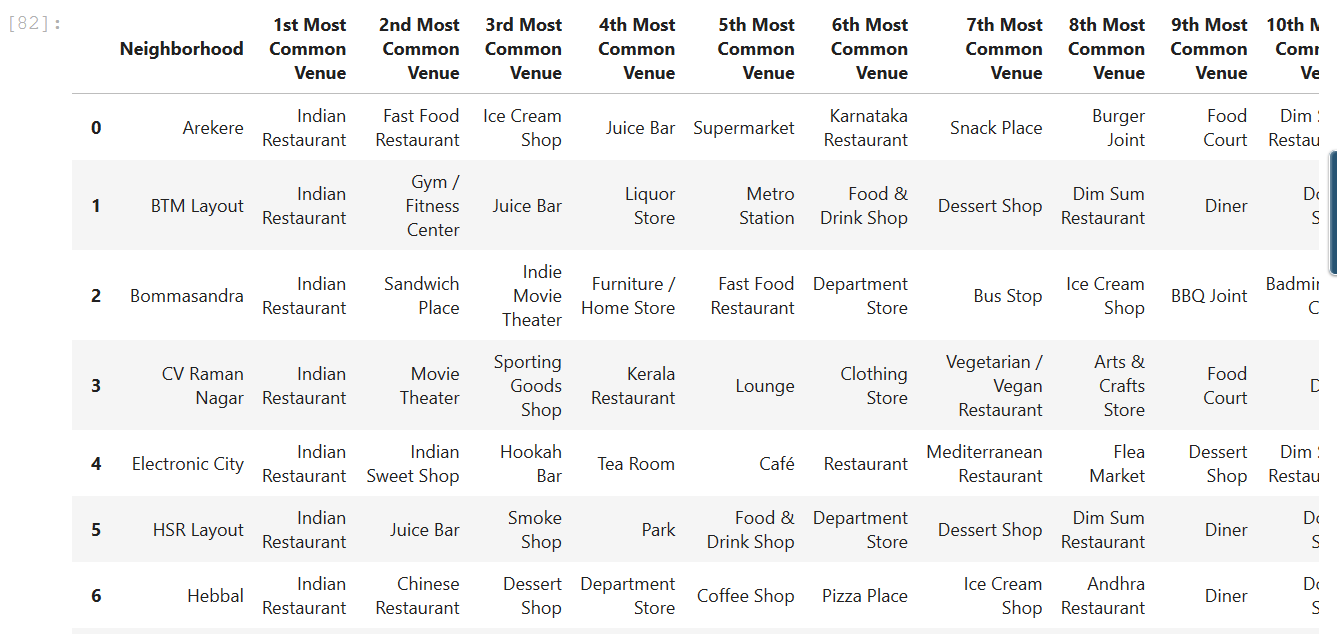 [82]:
Neighborhood 1st Most Common Venue 2nd Most Common Venue 3rd Most Common Venue 4th Most Common Venue 5th Most Common Venue 6th Most Common Venue 7th Most Common Venue 8th Most Common Venue 9th Most Common Venue 10th
0 Arekere Indian Restaurant Fast Food Restaurant Ice Cream Shop Juice Bar Supermarket Karnataka Restaurant Snack Place Burger Joint Food Court Dim
1 BTM Layout Indian Restaurant Gym / Fitness Center Juice Bar Liquor Store Metro Station Food & Drink Shop Dessert Shop Dim Sum Restaurant Diner
2 Bommasandra Indian Restaurant Sandwich Place Indie Movie Theater Furniture / Home Store Fast Food Restaurant Department Store Bus Stop Ice Cream Shop BBQ Joint
3 CV Raman Nagar Indian Restaurant Movie Theater Sporting Goods Shop Kerala Restaurant Lounge Clothing Store Vegetarian / Vegan Restaurant Arts & Crafts Store Food Court
4 Electronic City Indian Restaurant Indian Sweet Shop Hookah Bar Tea Room Café Restaurant Mediterranean Restaurant Flea Market Dessert Shop Dim
5 HSR Layout Indian Restaurant Juice Bar Smoke Shop Park Food & Drink Shop Department Store Dessert Shop Dim Sum Restaurant Diner
6 Hebbal Indian Restaurant Chinese Restaurant Dessert Shop Department Store Coffee Shop Pizza Place Ice Cream Shop Andhra Restaurant Diner